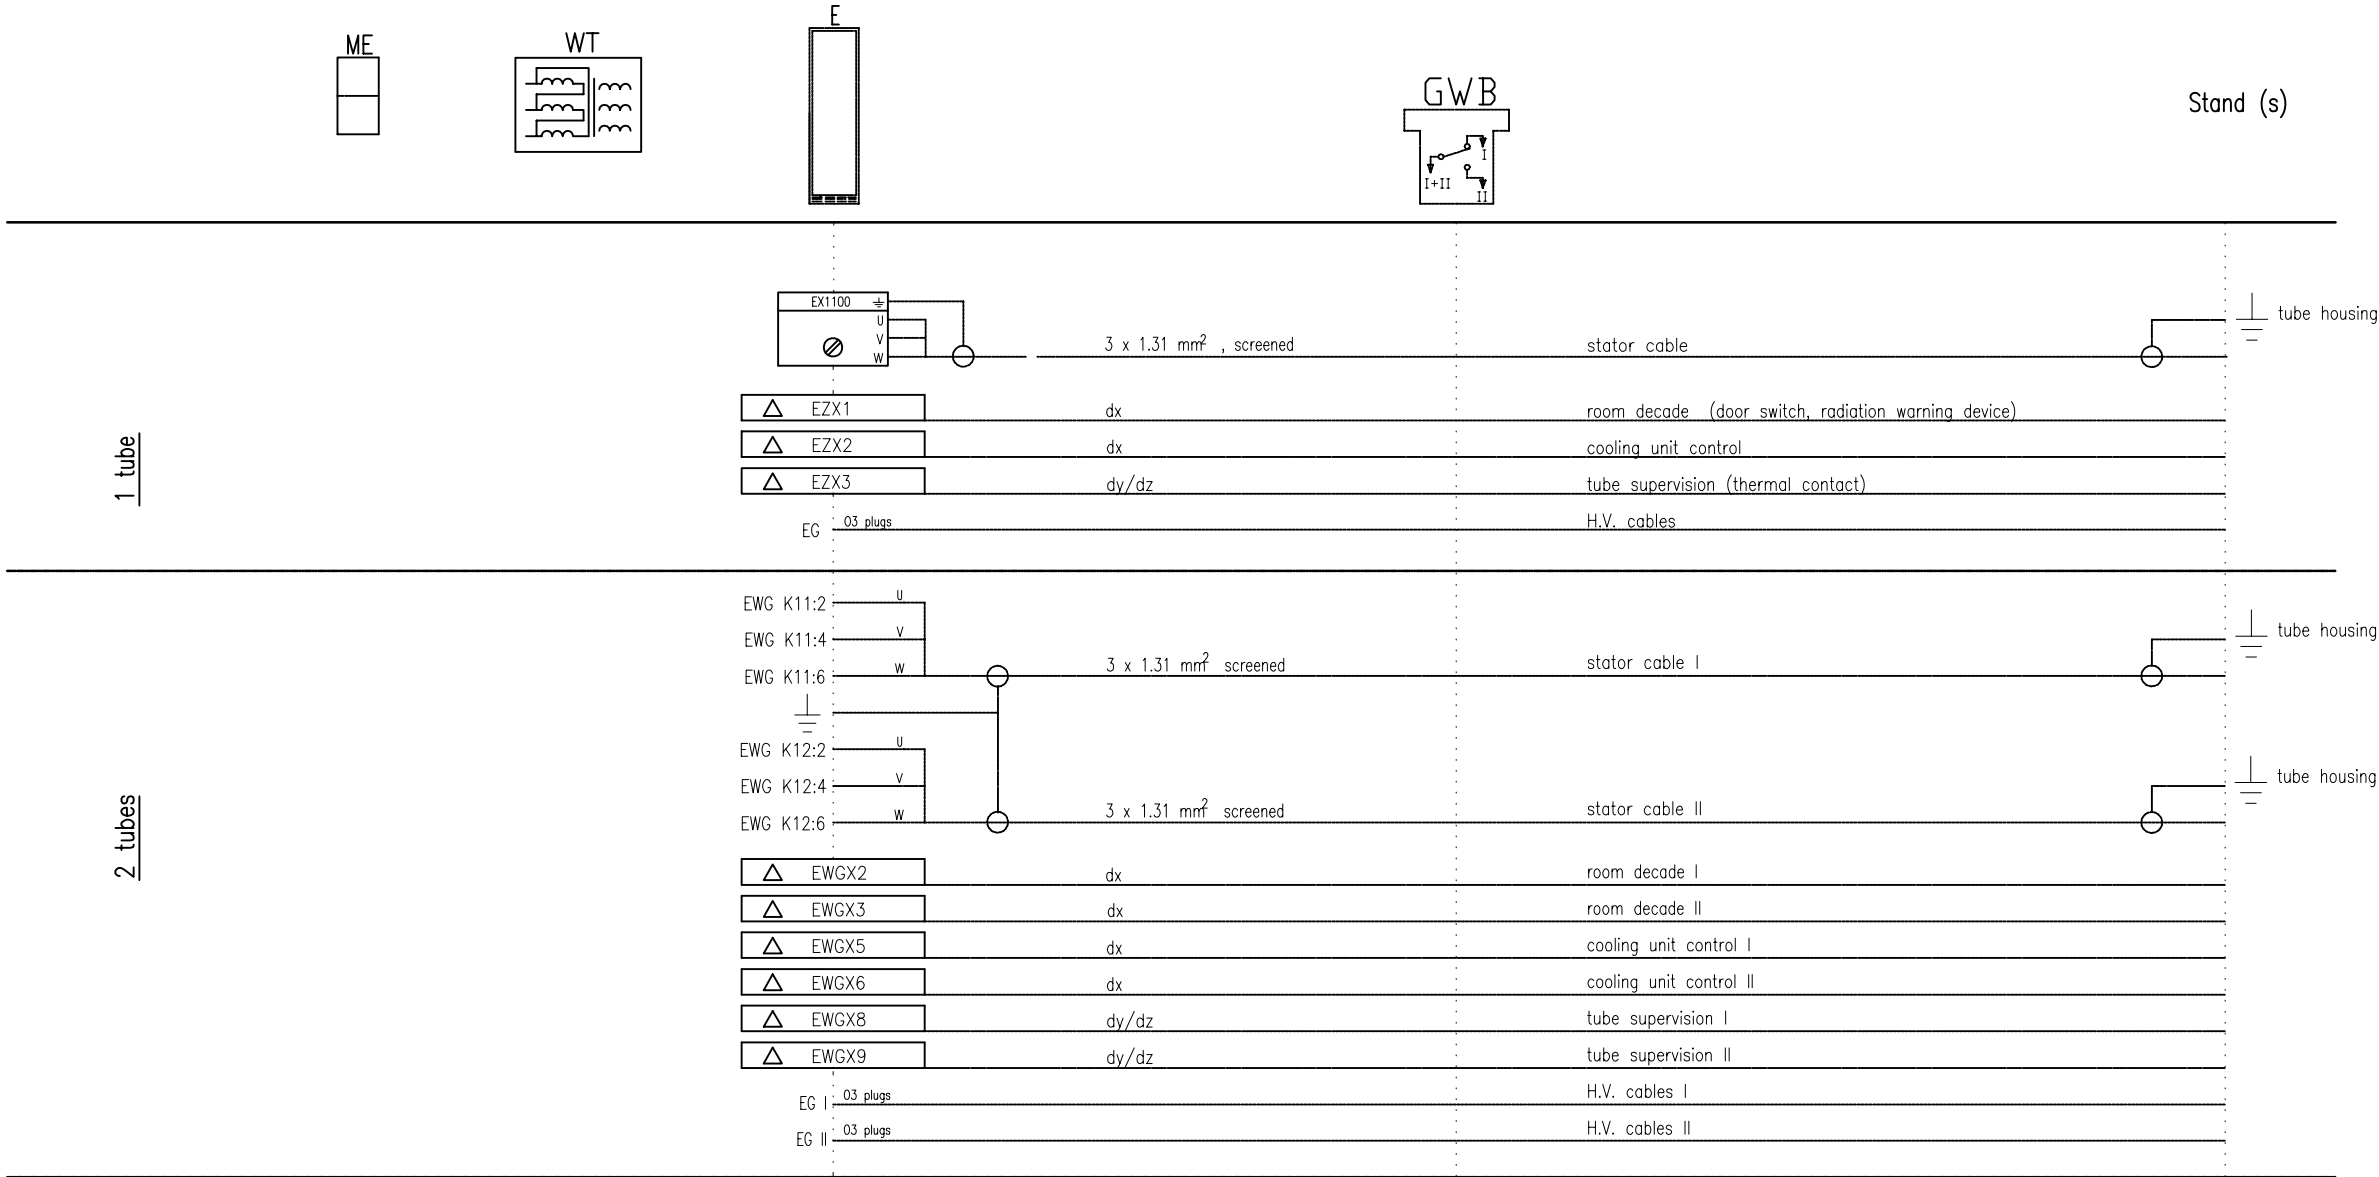 E
ME
WT
GWB
Stand (s)
I
I+II
II
EX1100
U
V
W
3 x 1.31 mm² , screened
stator cable
tube housing
1 tube
EZX1 dx room decade (door switch, radiation warning device)
EZX2 dx cooling unit control
EZX3 dy/dz tube supervision (thermal contact)
EG 03 plugs H.V. cables
2 tubes
EWG K11:2 U
EWG K11:4 V
EWG K11:6 W 3 x 1.31 mm² screened stator cable I
tube housing
EWG K12:2 U
EWG K12:4 V
EWG K12:6 W 3 x 1.31 mm² screened stator cable II
tube housing
EWGX2 dx room decade I
EWGX3 dx room decade II
EWGX5 dx cooling unit control I
EWGX6 dx cooling unit control II
EWGX8 dy/dz tube supervision I
EWGX9 dy/dz tube supervision II
EG I 03 plugs H.V. cables I
EG II 03 plugs H.V. cables II